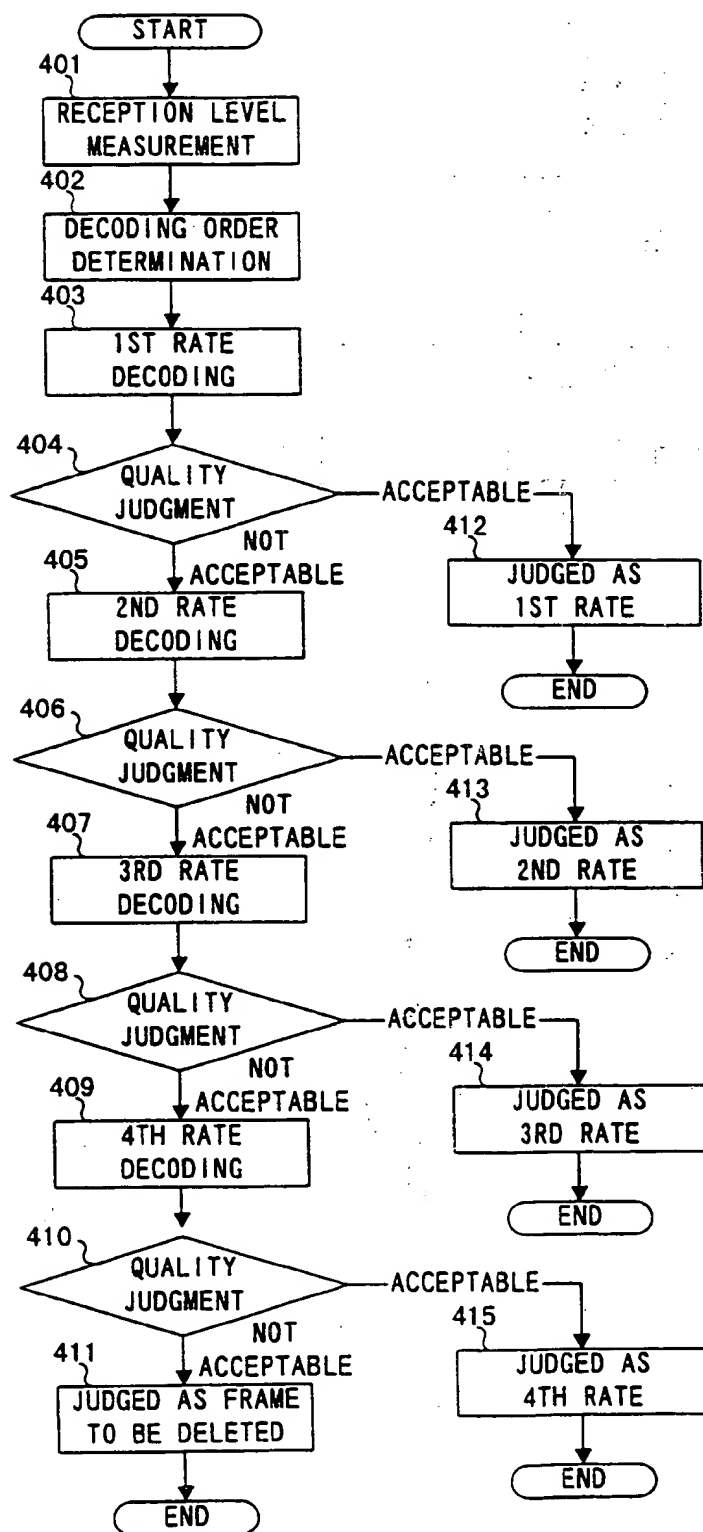 START
401
RECEPTION LEVEL
MEASUREMENT
402
DECODING ORDER
DETERMINATION
403
1ST RATE
DECODING
404
QUALITY
JUDGMENT
ACCEPTABLE
NOT
ACCEPTABLE
412
JUDGED AS
1ST RATE
END
405
2ND RATE
DECODING
406
QUALITY
JUDGMENT
ACCEPTABLE
NOT
ACCEPTABLE
413
JUDGED AS
2ND RATE
END
407
3RD RATE
DECODING
408
QUALITY
JUDGMENT
ACCEPTABLE
NOT
ACCEPTABLE
414
JUDGED AS
3RD RATE
END
409
4TH RATE
DECODING
410
QUALITY
JUDGMENT
ACCEPTABLE
NOT
ACCEPTABLE
415
JUDGED AS
4TH RATE
END
411
JUDGED AS FRAME
TO BE DELETED
END